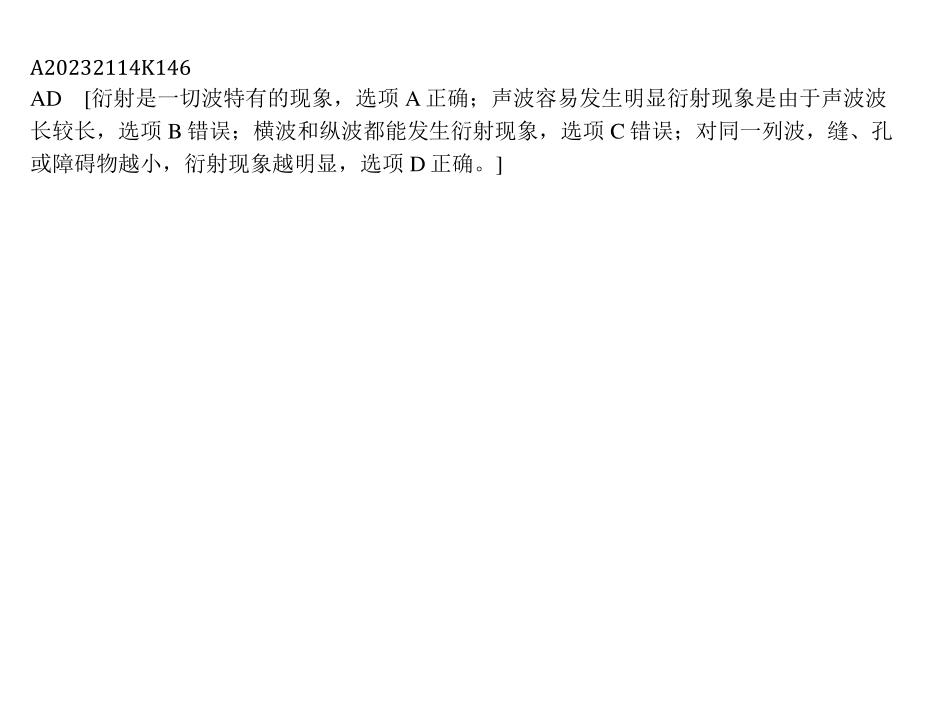 A20232114K146
AD [衍射是一切波特有的现象，选项 A 正确；声波容易发生明显衍射现象是由于声波波
长较长，选项 B 错误；横波和纵波都能发生衍射现象，选项 C 错误；对同一列波，缝、孔
或障碍物越小，衍射现象越明显，选项 D 正确。]